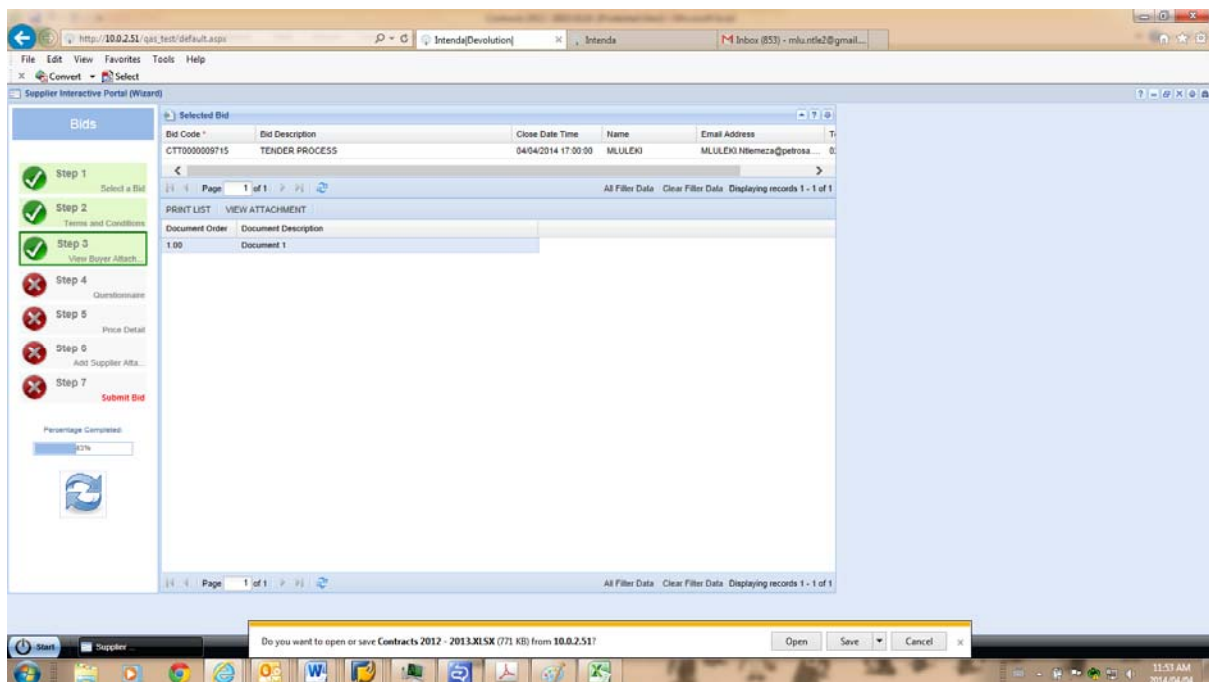 http://10.0.2.51/qas_test/default.aspx
Intenda|Devolution|
Intenda
Inbox (853) - mlu.ntle2@gmail....
File Edit View Favorites Tools Help
Convert Select
Supplier Interactive Portal (Wizard)
Bids
Step 1
Select a Bid
Step 2
Terms and Conditions
Step 3
View Buyer Attach...
Step 4
Questionnaire
Step 5
Price Detail
Step 6
Add Supplier Atta...
Step 7
Submit Bid
Percentage Completed:
43%
Selected Bid
Bid Code Bid Description Close Date Time Name Email Address
CTT0000009715 TENDER PROCESS 04/04/2014 17:00:00 MLULEKI MLULEKI.Ntlemeza@petrosa....
Page 1 of 1 All Filter Data Clear Filter Data Displaying records 1 - 1 of 1
PRINT LIST VIEW ATTACHMENT
Document Order Document Description
1.00 Document 1
Page 1 of 1 All Filter Data Clear Filter Data Displaying records 1 - 1 of 1
Do you want to open or save Contracts 2012 - 2013.XLSX (771 KB) from 10.0.2.51?
Open Save Cancel
Start Supplier ...
11:53 AM
2014/04/04